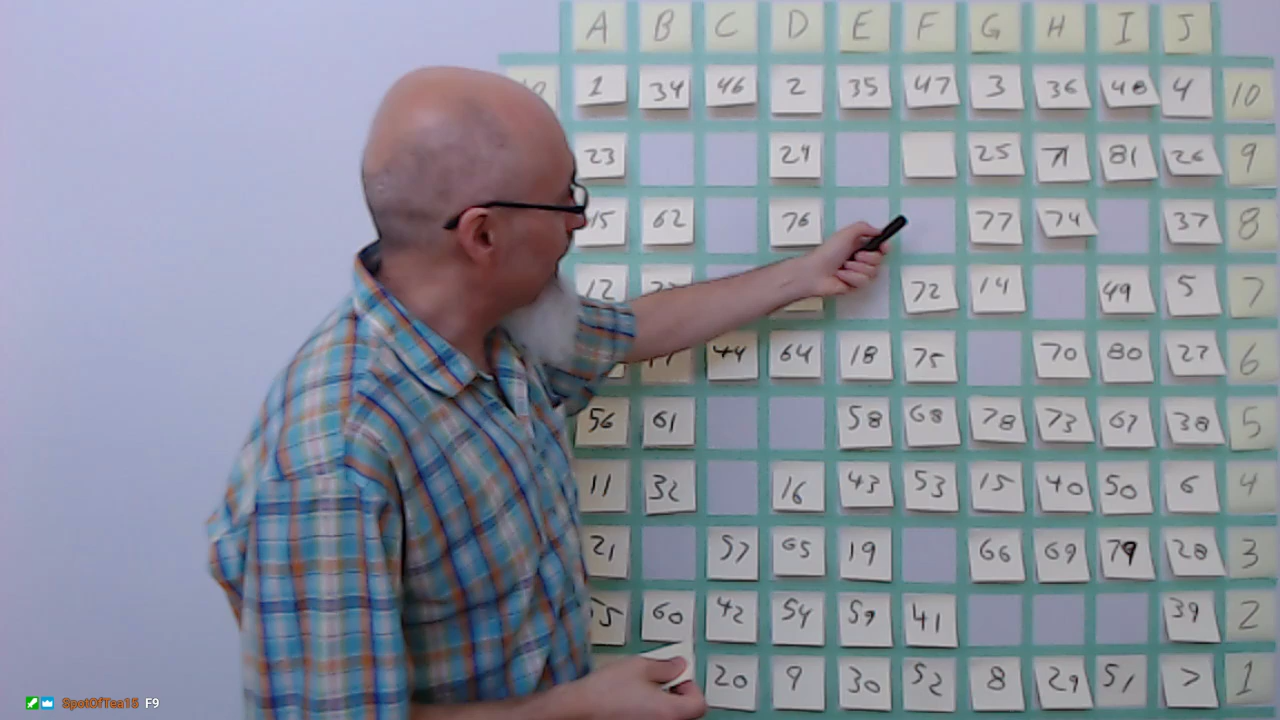 A B C D E F G H I J
1 34 46 2 35 47 3 36 48 4 10
23 24 25 71 81 26 9
15 62 76 77 74 37 8
12 72 14 49 5 7
44 64 18 75 70 80 27 6
56 61 58 68 78 73 67 38 5
11 32 16 43 53 15 40 50 6 4
21 57 65 19 66 69 79 28 3
60 42 54 59 41 39 2
20 9 30 52 8 29 51 7 1
SpotOfTea15 F9